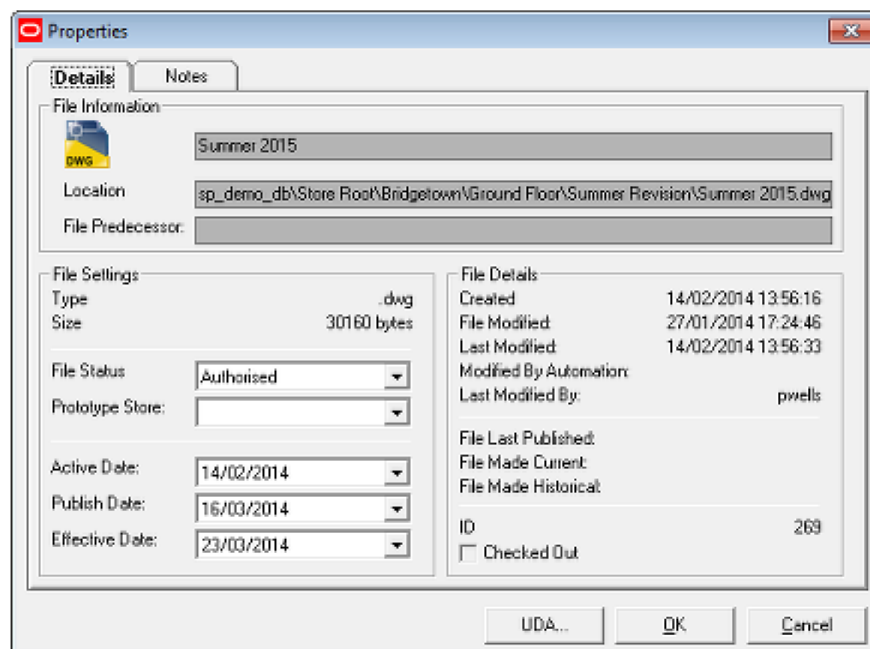 Properties
Details Notes
File Information
DWG
Summer 2015
Location sp_demo_db\Store Root\Bridgetown\Ground Floor\Summer Revision\Summer 2015.dwg
File Predecessor:
File Settings
Type .dwg
Size 30160 bytes
File Status Authorised
Prototype Store:
Active Date: 14/02/2014
Publish Date: 16/03/2014
Effective Date: 23/03/2014
File Details
Created 14/02/2014 13:56:16
File Modified: 27/01/2014 17:24:46
Last Modified: 14/02/2014 13:56:33
Modified By Automation:
Last Modified By: pwells
File Last Published:
File Made Current:
File Made Historical:
ID 269
Checked Out
UDA... OK Cancel